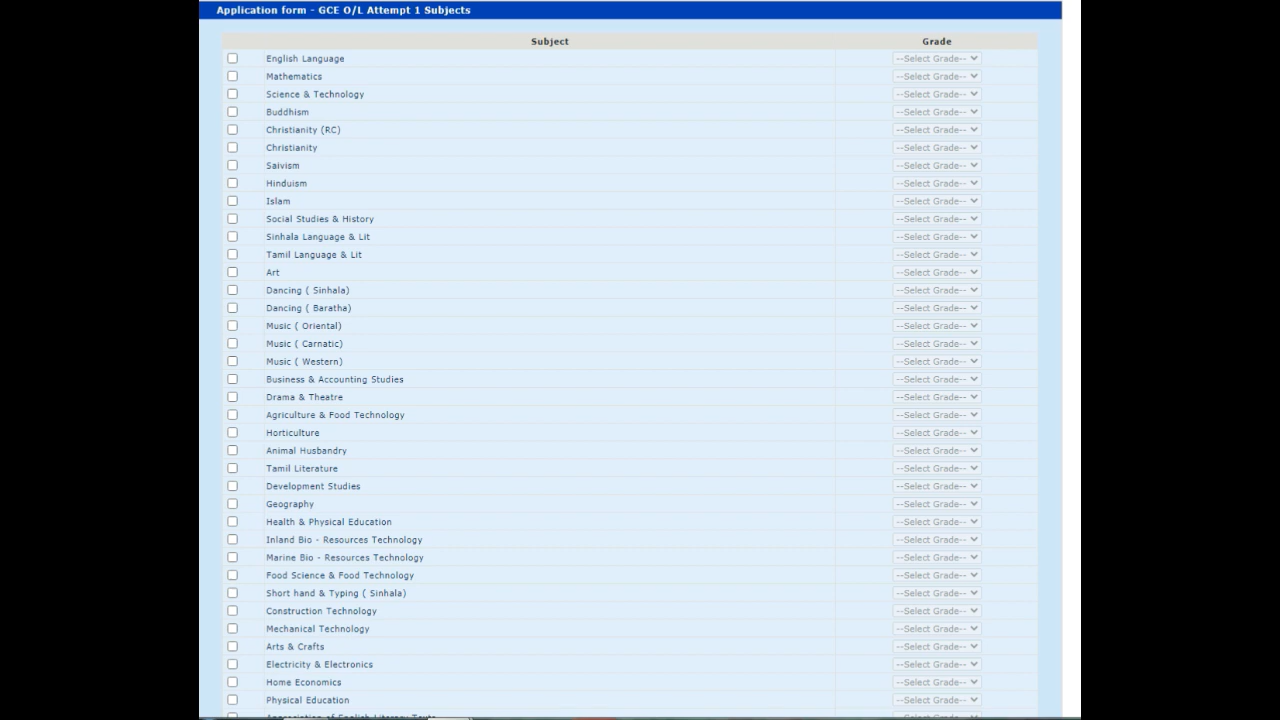 Application form - GCE O/L Attempt 1 Subjects
Subject Grade
English Language --Select Grade--
Mathematics --Select Grade--
Science & Technology --Select Grade--
Buddhism --Select Grade--
Christianity (RC) --Select Grade--
Christianity --Select Grade--
Saivism --Select Grade--
Hinduism --Select Grade--
Islam --Select Grade--
Social Studies & History --Select Grade--
Sinhala Language & Lit --Select Grade--
Tamil Language & Lit --Select Grade--
Art --Select Grade--
Dancing ( Sinhala) --Select Grade--
Dancing ( Baratha) --Select Grade--
Music ( Oriental) --Select Grade--
Music ( Carnatic) --Select Grade--
Music ( Western) --Select Grade--
Business & Accounting Studies --Select Grade--
Drama & Theatre --Select Grade--
Agriculture & Food Technology --Select Grade--
Horticulture --Select Grade--
Animal Husbandry --Select Grade--
Tamil Literature --Select Grade--
Development Studies --Select Grade--
Geography --Select Grade--
Health & Physical Education --Select Grade--
Inland Bio - Resources Technology --Select Grade--
Marine Bio - Resources Technology --Select Grade--
Food Science & Food Technology --Select Grade--
Short hand & Typing ( Sinhala) --Select Grade--
Construction Technology --Select Grade--
Mechanical Technology --Select Grade--
Arts & Crafts --Select Grade--
Electricity & Electronics --Select Grade--
Home Economics --Select Grade--
Physical Education --Select Grade--
Appreciation of English Literary Texts --Select Grade--